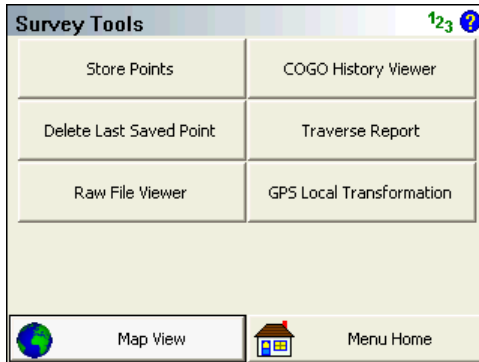 Survey Tools
123 ?
Store Points
COGO History Viewer
Delete Last Saved Point
Traverse Report
Raw File Viewer
GPS Local Transformation
Map View
Menu Home